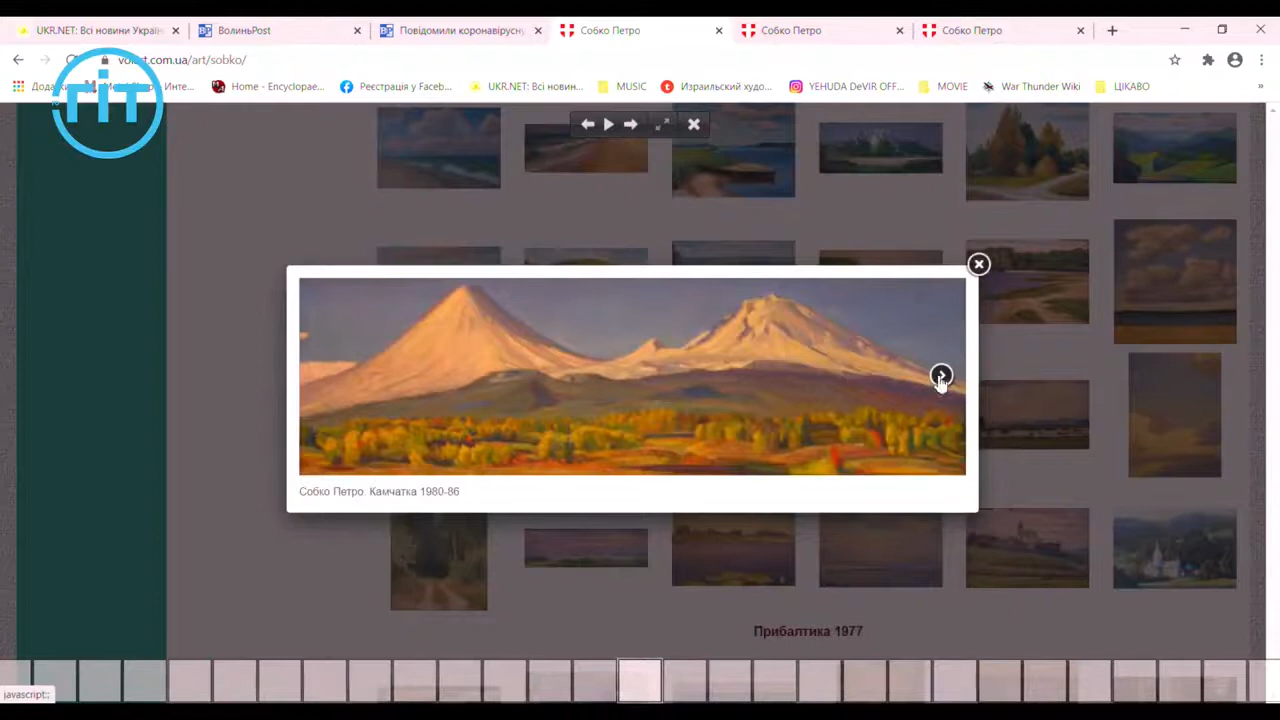 UKR.NET: Всі новини Україн
ВолиньPost
Повідомили коронавірусну
Собко Петро
Собко Петро
Собко Петро
.com.ua/art/sobko/
Home - Encyclopae...
Реєстрація у Faceb...
UKR.NET: Всі новин...
MUSIC
Израильский худо...
YEHUDA DeVIR OFF...
MOVIE
War Thunder Wiki
ЦІКАВО
»
ГІТ
Собко Петро. Камчатка 1980-86
Прибалтика 1977
javascript:;